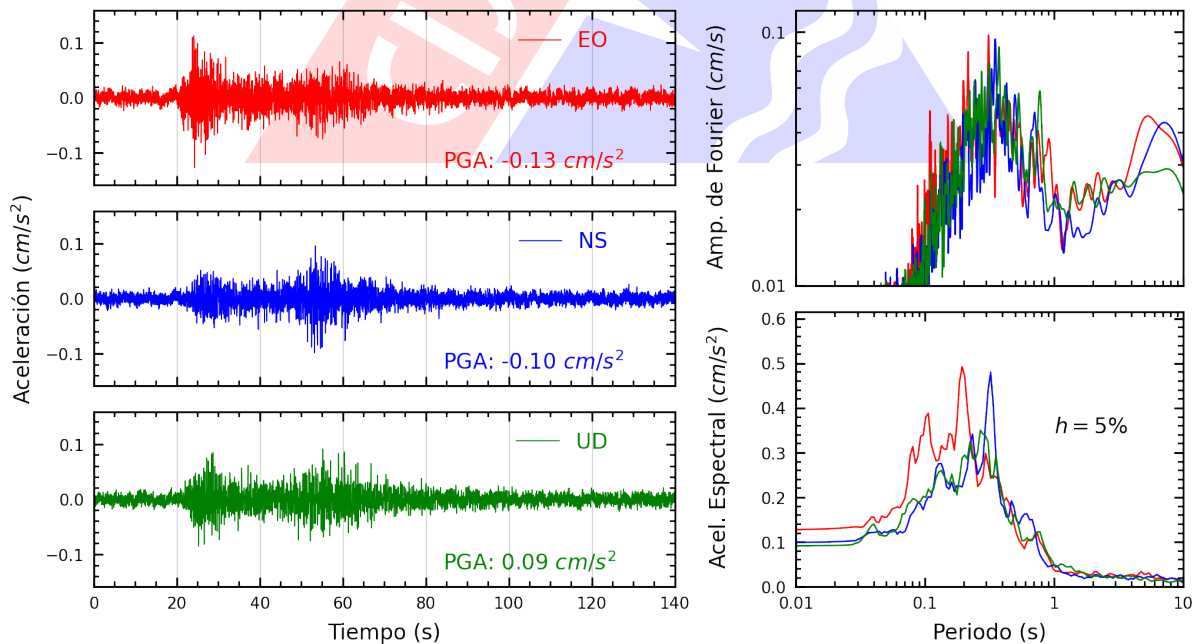 Aceleración (cm/s²)
0.1
0.0
−0.1
EO
PGA: -0.13 cm/s²
0.1
0.0
−0.1
NS
PGA: -0.10 cm/s²
0.1
0.0
−0.1
UD
PGA: 0.09 cm/s²
0 20 40 60 80 100 120 140
Tiempo (s)
Amp. de Fourier (cm/s)
0.1
0.01
Acel. Espectral (cm/s²)
0.6
0.5
0.4
0.3
0.2
0.1
0.0
h = 5%
0.01 0.1 1 10
Periodo (s)